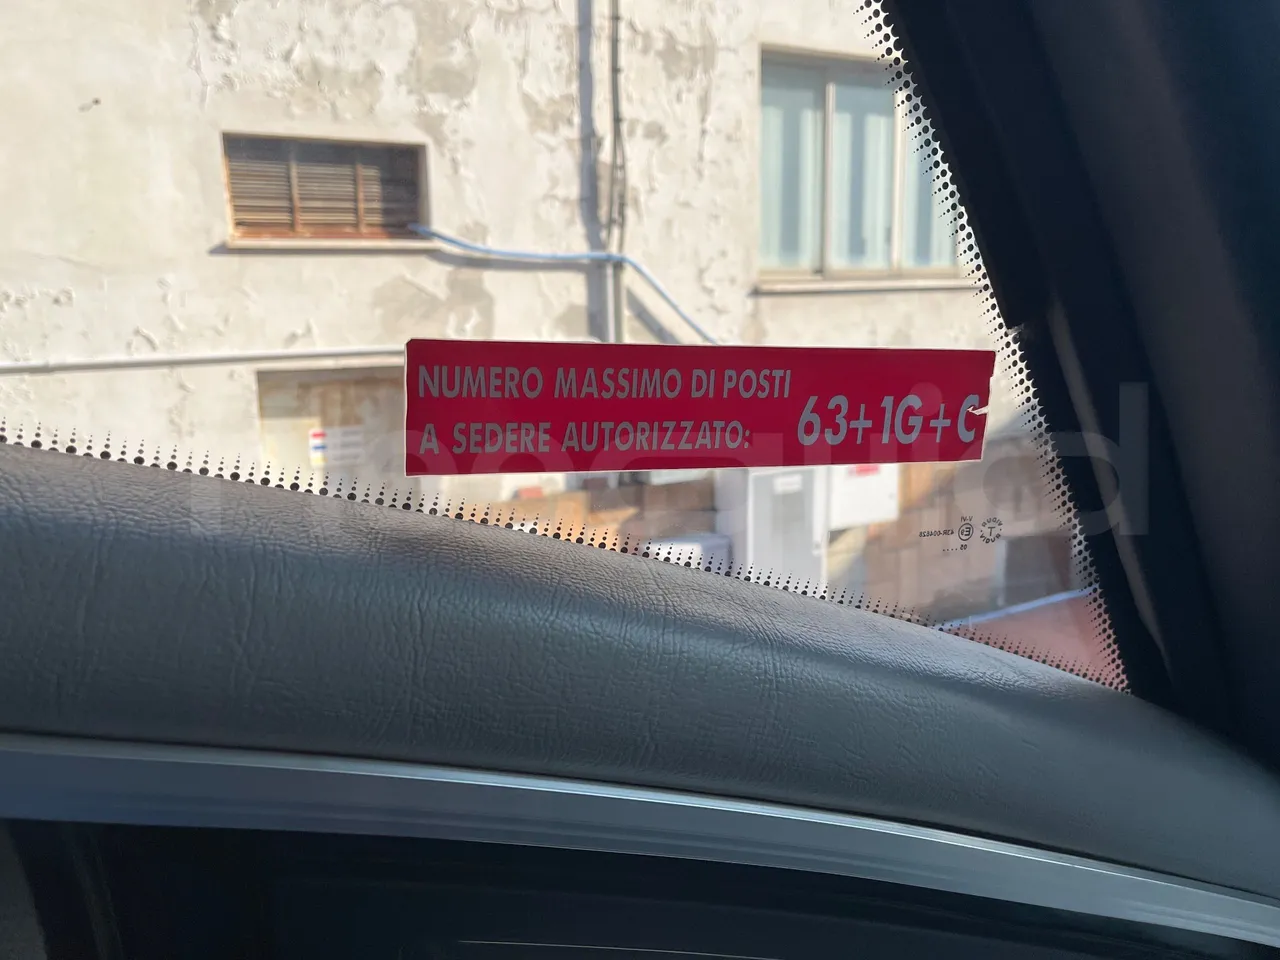 NUMERO MASSIMO DI POSTI
A SEDERE AUTORIZZATO: 63+1G+C